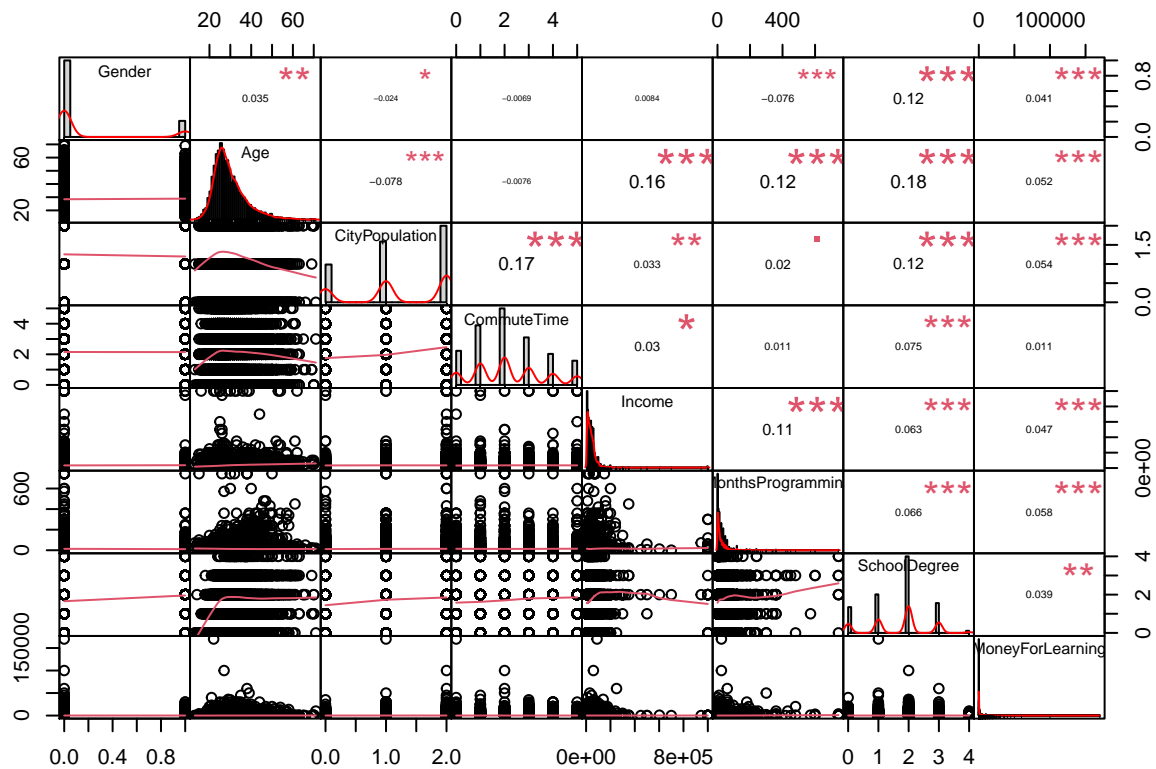 20 40 60 0 2 4 0 400 0 100000
Gender ** * *** *** ***
0.035 −0.024 −0.0069 0.0084 −0.076 0.12 0.041
0.0 0.8
Age *** *** *** *** ***
−0.078 −0.0076 0.16 0.12 0.18 0.052
20 60
CityPopulation *** ** *** ***
0.17 0.033 0.02 0.12 0.054
0.0 1.5
CommuteTime * ***
0.03 0.011 0.075 0.011
0 2 4
Income *** *** ***
0.11 0.063 0.047
0e+00
MonthsProgrammin *** ***
0.066 0.058
0 600
SchoolDegree **
0.039
0 2 4
MoneyForLearning
0 150000
0.0 0.4 0.8 0.0 1.0 2.0 0e+00 8e+05 0 1 2 3 4